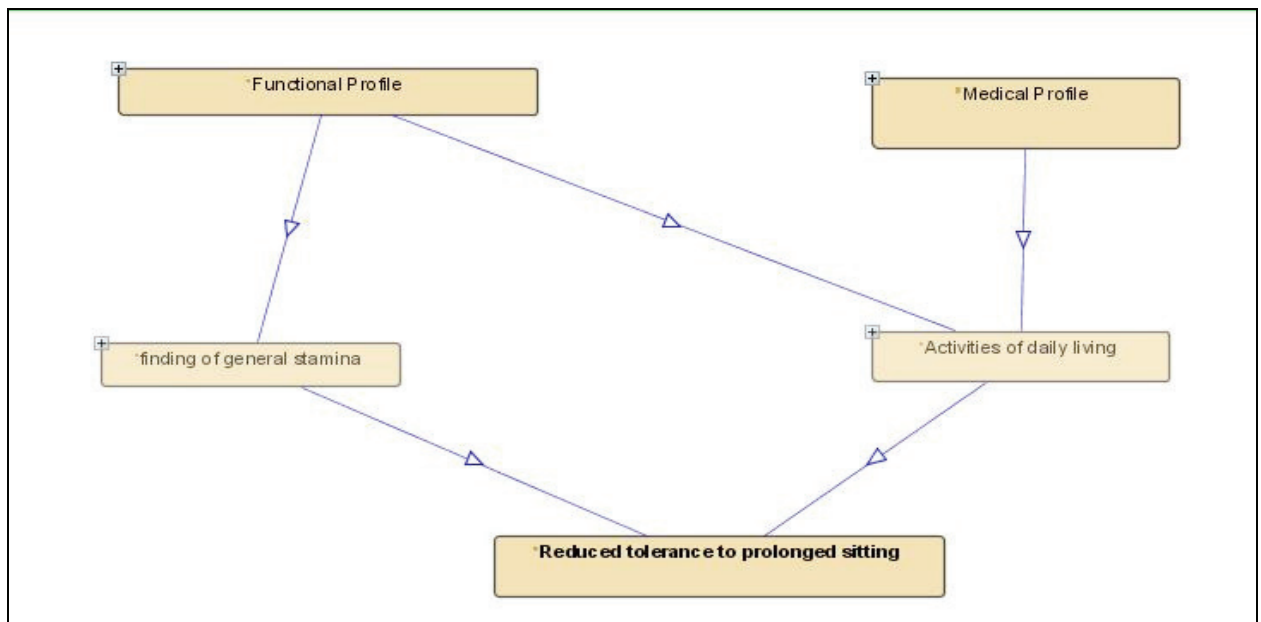 Functional Profile
Medical Profile
finding of general stamina
Activities of daily living
Reduced tolerance to prolonged sitting